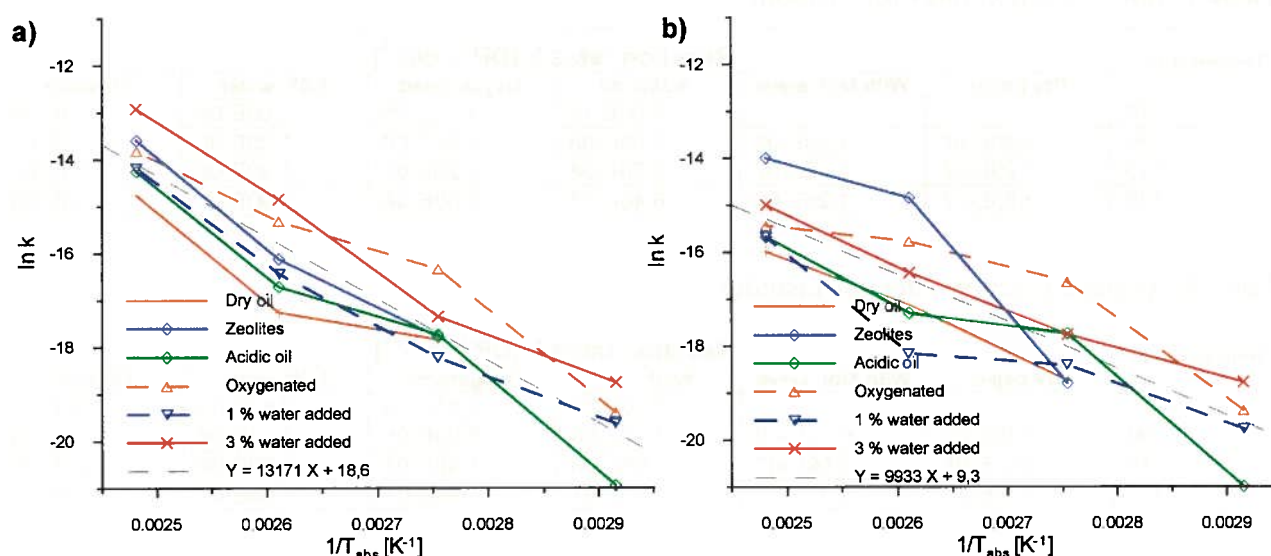 a)
-12
-14
-16
-18
-20
ln k
Dry oil
Zeolites
Acidic oil
Oxygenated
1 % water added
3 % water added
Y = 13171 X + 18,6
0.0025 0.0026 0.0027 0.0028 0.0029
1/Tabs [K-1]
b)
-12
-14
-16
-18
-20
ln k
Dry oil
Zeolites
Acidic oil
Oxygenated
1 % water added
3 % water added
Y = 9933 X + 9,3
0.0025 0.0026 0.0027 0.0028 0.0029
1/Tabs [K-1]